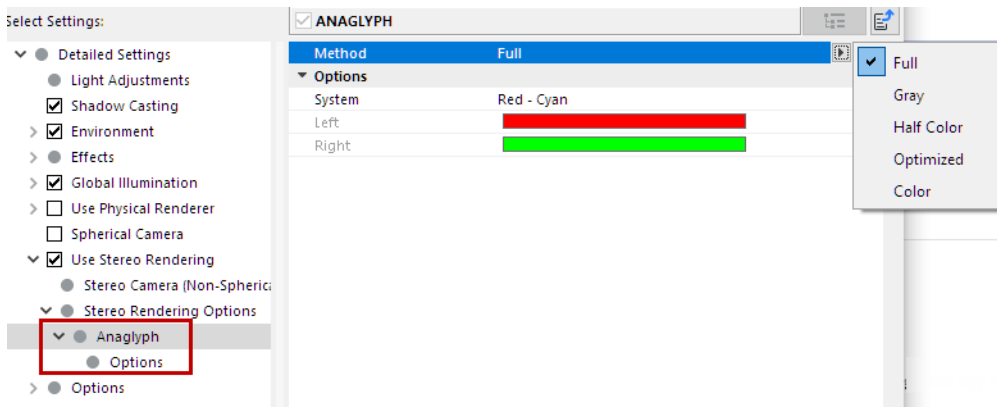 Select Settings:
Detailed Settings
Light Adjustments
Shadow Casting
Environment
Effects
Global Illumination
Use Physical Renderer
Spherical Camera
Use Stereo Rendering
Stereo Camera (Non-Spherica
Stereo Rendering Options
Anaglyph
Options
Options
ANAGLYPH
Method Full
Options
System Red - Cyan
Left
Right
Full
Gray
Half Color
Optimized
Color